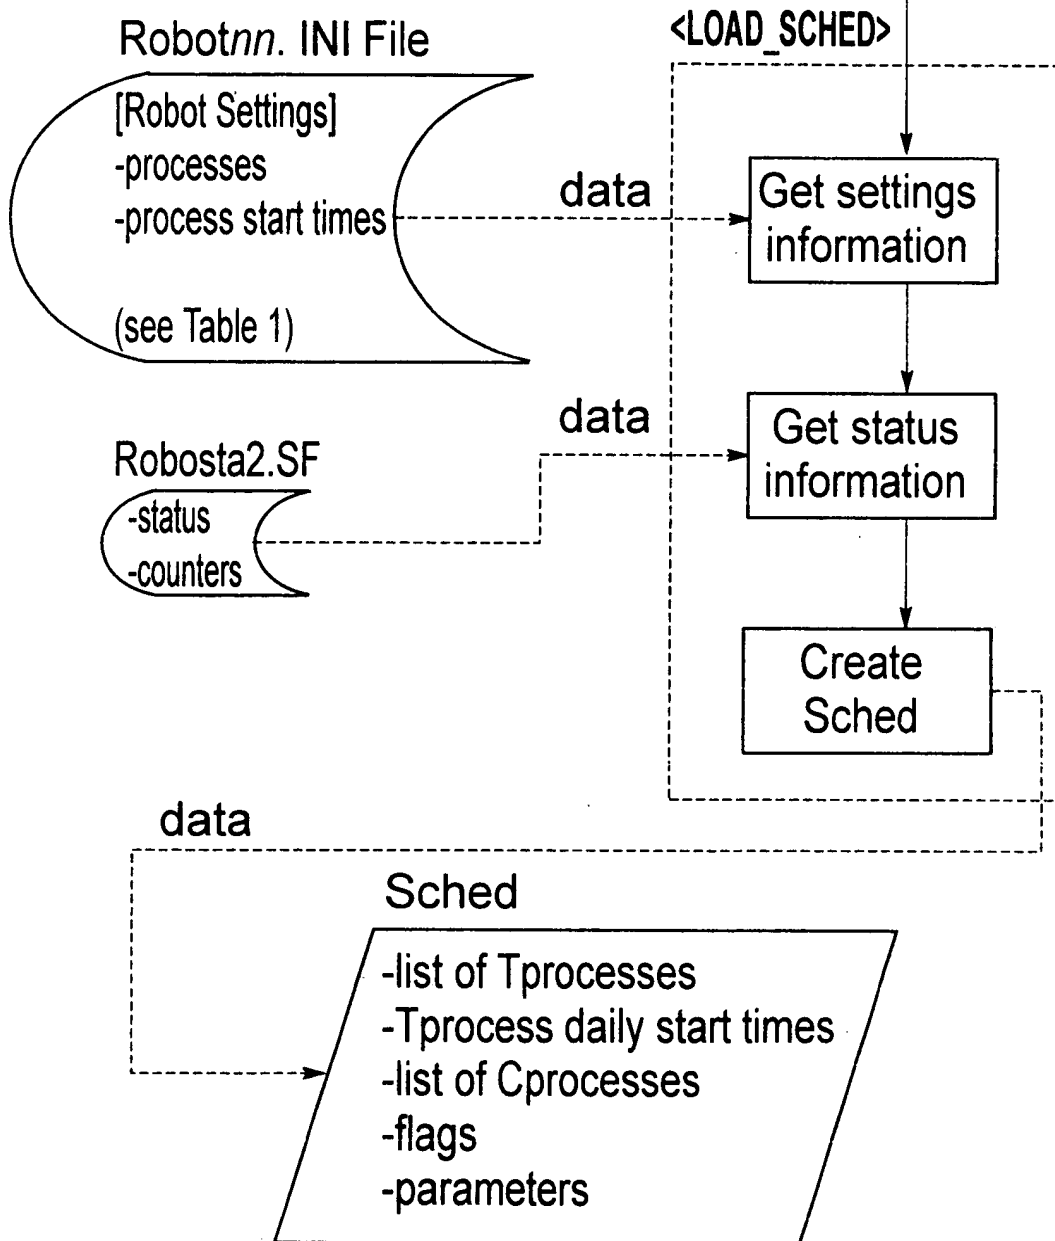 Robotnn. INI File
<LOAD_SCHED>
[Robot Settings]
-processes
-process start times
(see Table 1)
data
Get settings
information
data
Get status
information
Robosta2.SF
-status
-counters
Create
Sched
data
Sched
-list of Tprocesses
-Tprocess daily start times
-list of Cprocesses
-flags
-parameters